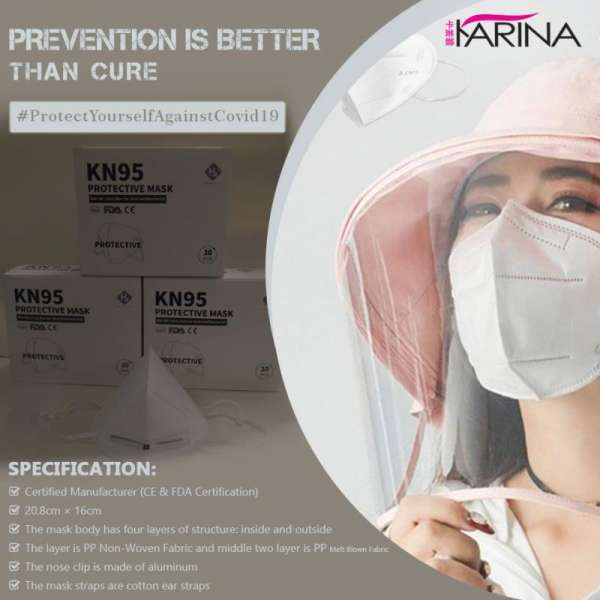 PREVENTION IS BETTER
THAN CURE
卡琳娜
KARINA
#ProtectYourselfAgainstCovid19
KN95
PROTECTIVE MASK
FDA CE
PROTECTIVE
KN95
PROTECTIVE MASK
FDA CE
PROTECTIVE
KN95
PROTECTIVE MASK
FDA CE
PROTECTIVE
SPECIFICATION:
Certified Manufacturer (CE & FDA Certification)
20.8cm × 16cm
The mask body has four layers of structure: inside and outside
The layer is PP Non-Woven Fabric and middle two layer is PP Melt Blown Fabric
The nose clip is made of aluminum
The mask straps are cotton ear straps